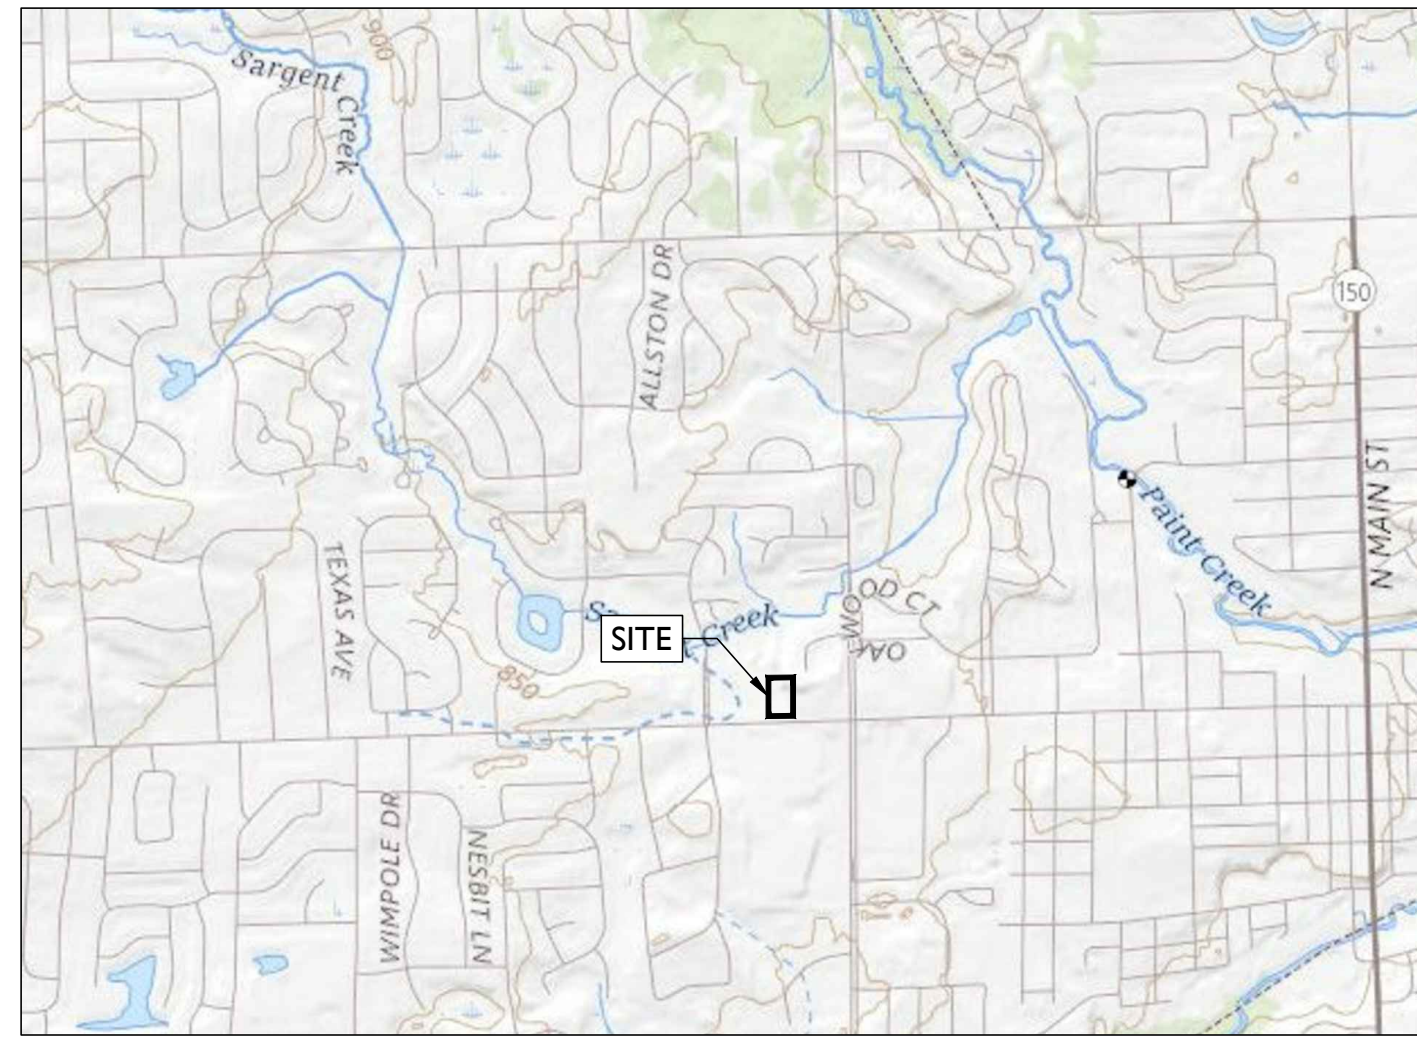 900
Sargent Creek
ALLSTON DR
150
N MAIN ST
Paint Creek
TEXAS AVE
OD CT
OAKWO
Creek
SITE
850
WIMPOLE DR
NESBIT LN